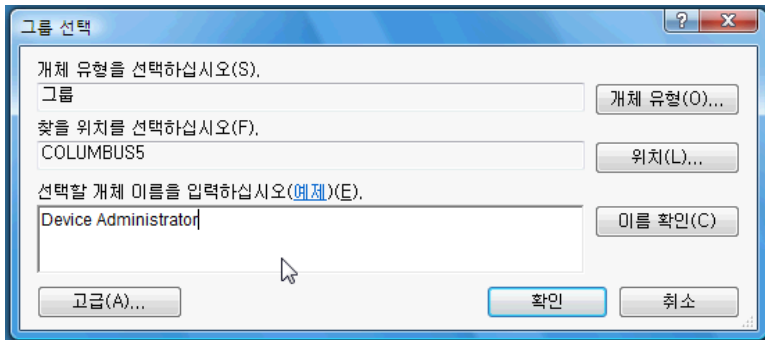 그룹 선택
개체 유형을 선택하십시오(S),
그룹
개체 유형(O)...
찾을 위치를 선택하십시오(F),
COLUMBUS5
위치(L)...
선택할 개체 이름을 입력하십시오(예제)(E),
Device Administrator
이름 확인(C)
고급(A)...
확인
취소